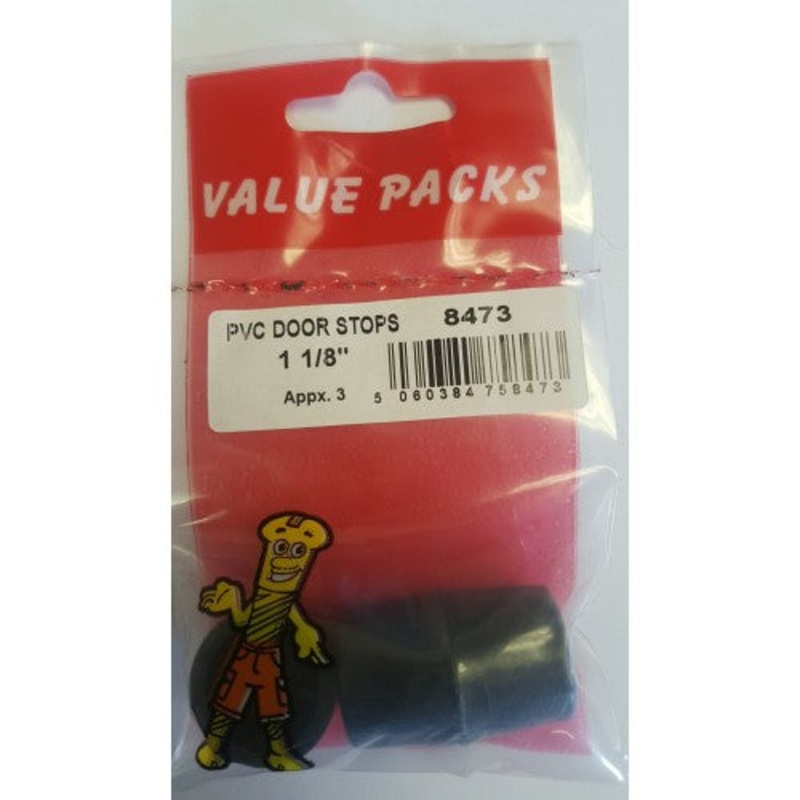 VALUE PACKS
PVC DOOR STOPS 8473
1 1/8"
Appx. 3
5 060384 758473